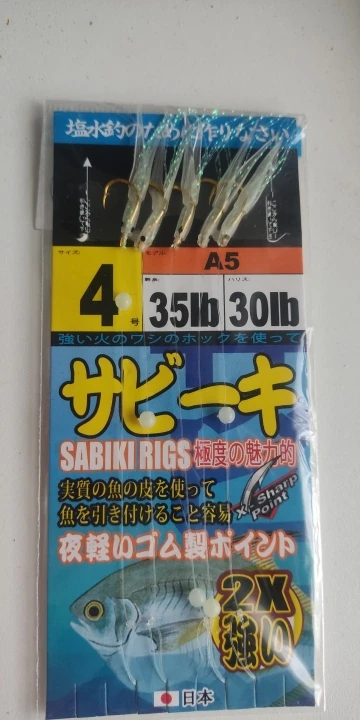 塩水釣のため に作りなさい
サイズ: モデル: A5
4号 35lb ハリス: 30lb
強い火のワシのホックを使って
サビーキ
SABIKI RIGS 極度の魅力的
実質の魚の皮を使って
魚を引き付けること容易
X. Sharp
Point
夜軽いゴム製ポイント
2X
強い
日本